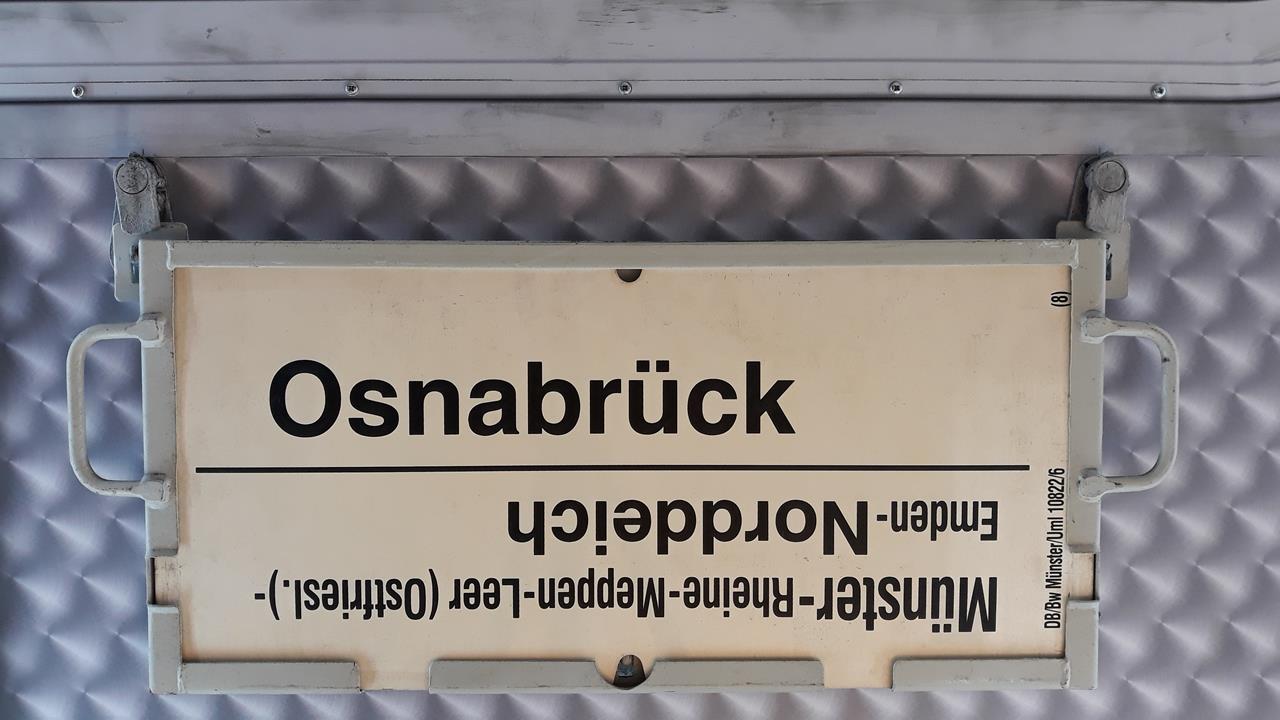 Osnabrück
Münster-Rheine-Meppen-Leer (Ostfriesl.)-
Emden-Norddeich
DB/Bw Münster/Uml 10822/6
(8)